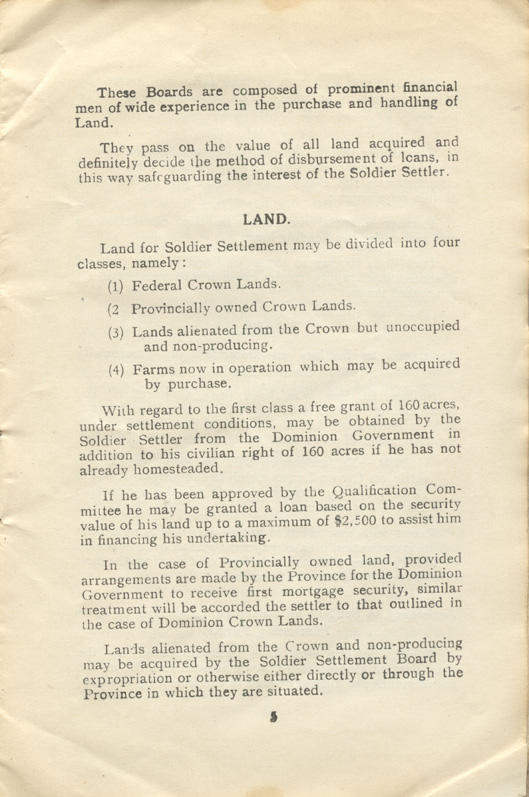 These Boards are composed of prominent financial
men of wide experience in the purchase and handling of
Land.
They pass on the value of all land acquired and
definitely decide the method of disbursement of loans, in
this way safeguarding the interest of the Soldier Settler.
LAND.
Land for Soldier Settlement may be divided into four
classes, namely:
(1) Federal Crown Lands.
(2 Provincially owned Crown Lands.
(3) Lands alienated from the Crown but unoccupied
and non-producing.
(4) Farms now in operation which may be acquired
by purchase.
With regard to the first class a free grant of 160 acres,
under settlement conditions, may be obtained by the
Soldier Settler from the Dominion Government in
addition to his civilian right of 160 acres if he has not
already homesteaded.
If he has been approved by the Qualification Com-
mittee he may be granted a loan based on the security
value of his land up to a maximum of $2,500 to assist him
in financing his undertaking.
In the case of Provincially owned land, provided
arrangements are made by the Province for the Dominion
Government to receive first mortgage security, similar
treatment will be accorded the settler to that outlined in
the case of Dominion Crown Lands.
Lands alienated from the Crown and non-producing
may be acquired by the Soldier Settlement Board by
expropriation or otherwise either directly or through the
Province in which they are situated.
5